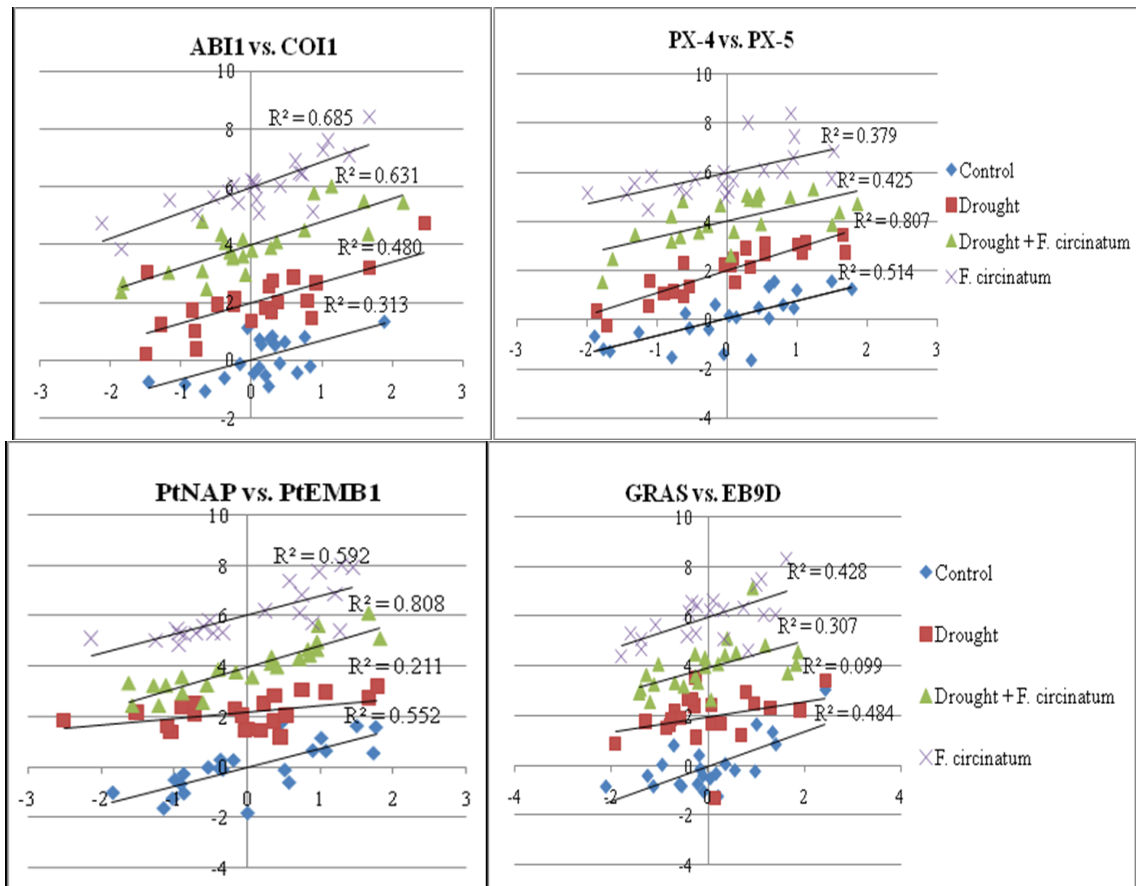 ABI1 vs. COI1
10
8
6
4
2
0
-2
-3
-2
-1
0
1
2
3
R² = 0.685
R² = 0.631
R² = 0.480
R² = 0.313
PX-4 vs. PX-5
10
8
6
4
2
0
-2
-4
-3
-2
-1
0
1
2
3
R² = 0.379
R² = 0.425
R² = 0.807
R² = 0.514
Control
Drought
Drought + F. circinatum
F. circinatum
PtNAP vs. PtEMB1
10
8
6
4
2
0
-2
-4
-3
-2
-1
0
1
2
3
R² = 0.592
R² = 0.808
R² = 0.211
R² = 0.552
GRAS vs. EB9D
10
8
6
4
2
0
-2
-4
-4
-2
0
2
4
R² = 0.428
R² = 0.307
R² = 0.099
R² = 0.484
Control
Drought
Drought + F. circinatum
F. circinatum